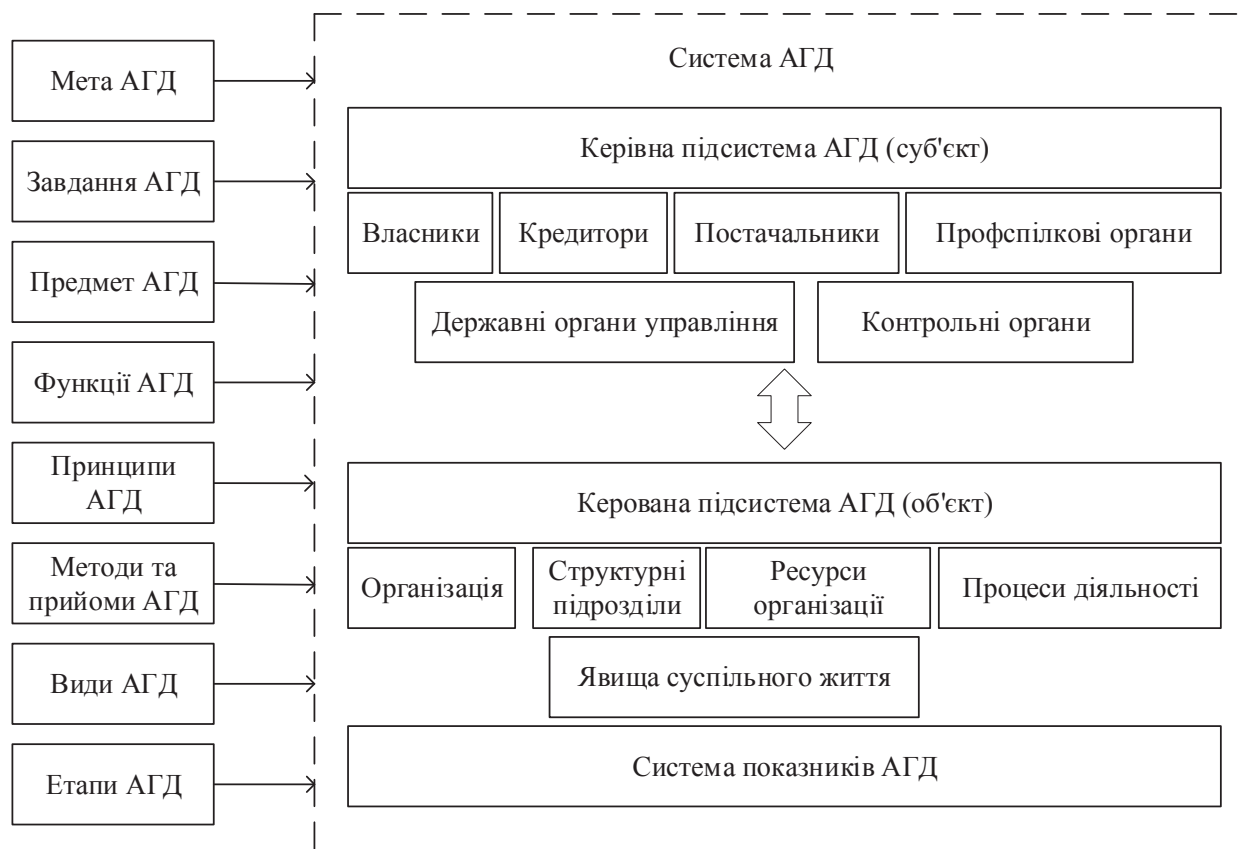 Мета АГД
Завдання АГД
Предмет АГД
Функції АГД
Принципи
АГД
Методи та
прийоми АГД
Види АГД
Етапи АГД
Система АГД
Керівна підсистема АГД (суб'єкт)
Власники
Кредитори
Постачальники
Профспілкові органи
Державні органи управління
Контрольні органи
Керована підсистема АГД (об'єкт)
Організація
Структурні
підрозділи
Ресурси
організації
Процеси діяльності
Явища суспільного життя
Система показників АГД